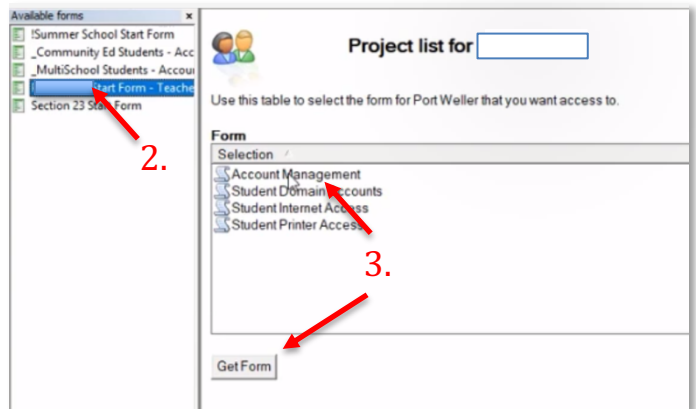 Available forms x
!Summer School Start Form
_Community Ed Students - Acc
_MultiSchool Students - Accou
Start Form - Teache
Section 23 Start Form
2.
Project list for
Use this table to select the form for Port Weller that you want access to.
Form
Selection
Account Management
Student Domain Accounts
Student Internet Access
Student Printer Access
3.
Get Form